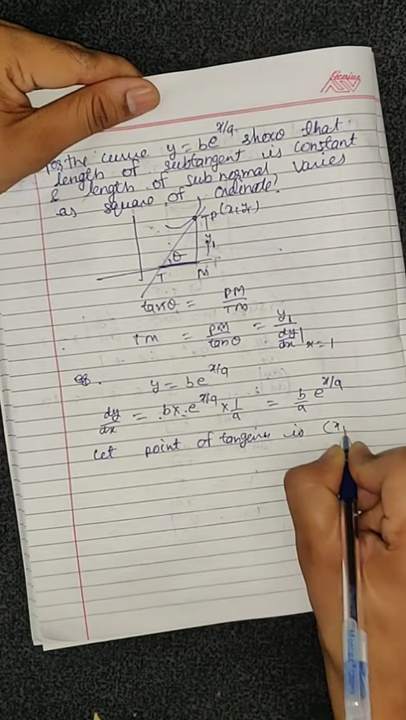 Genius
For the curve y = be^{x/a} show that
length of subtangent is constant
& length of subnormal varies
as square of ordinate.
P(x, y₁)
y₁
θ
T M
tanθ = PM/TM
TM = PM/tanθ = y₁/(dy/dx)|ₓ₌₁
y = be^{x/a}
dy/dx = b×.e^{x/a} × 1/a = b/a e^{x/a}
Let point of tangency is (x₁